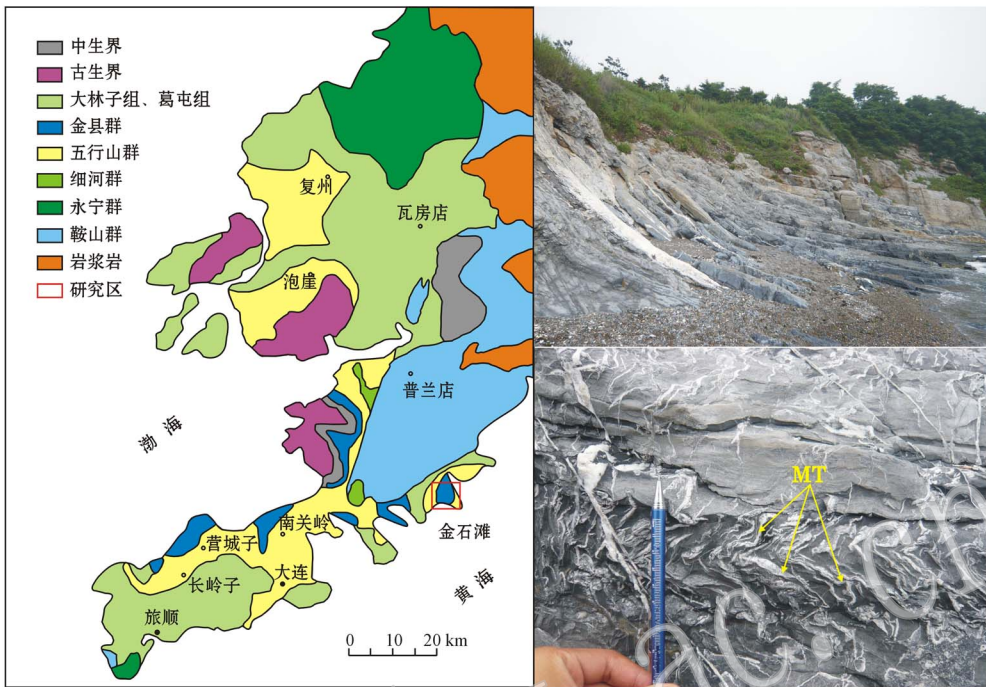 中生界
古生界
大林子组、葛屯组
金县群
五行山群
细河群
永宁群
鞍山群
岩浆岩
研究区
复州
瓦房店
泡崖
普兰店
渤海
金石滩
南关岭
营城子
长岭子
大连
黄海
旅顺
0 10 20 km
MT